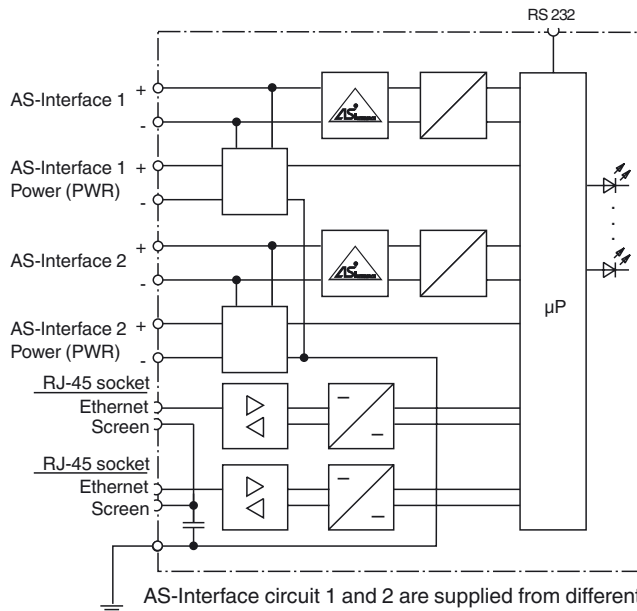 RS 232
AS-Interface 1
+
-
AS-Interface 1
Power (PWR)
+
-
AS-Interface 2
+
-
AS-Interface 2
Power (PWR)
+
-
µP
RJ-45 socket
Ethernet
Screen
RJ-45 socket
Ethernet
Screen
AS-Interface circuit 1 and 2 are supplied from different